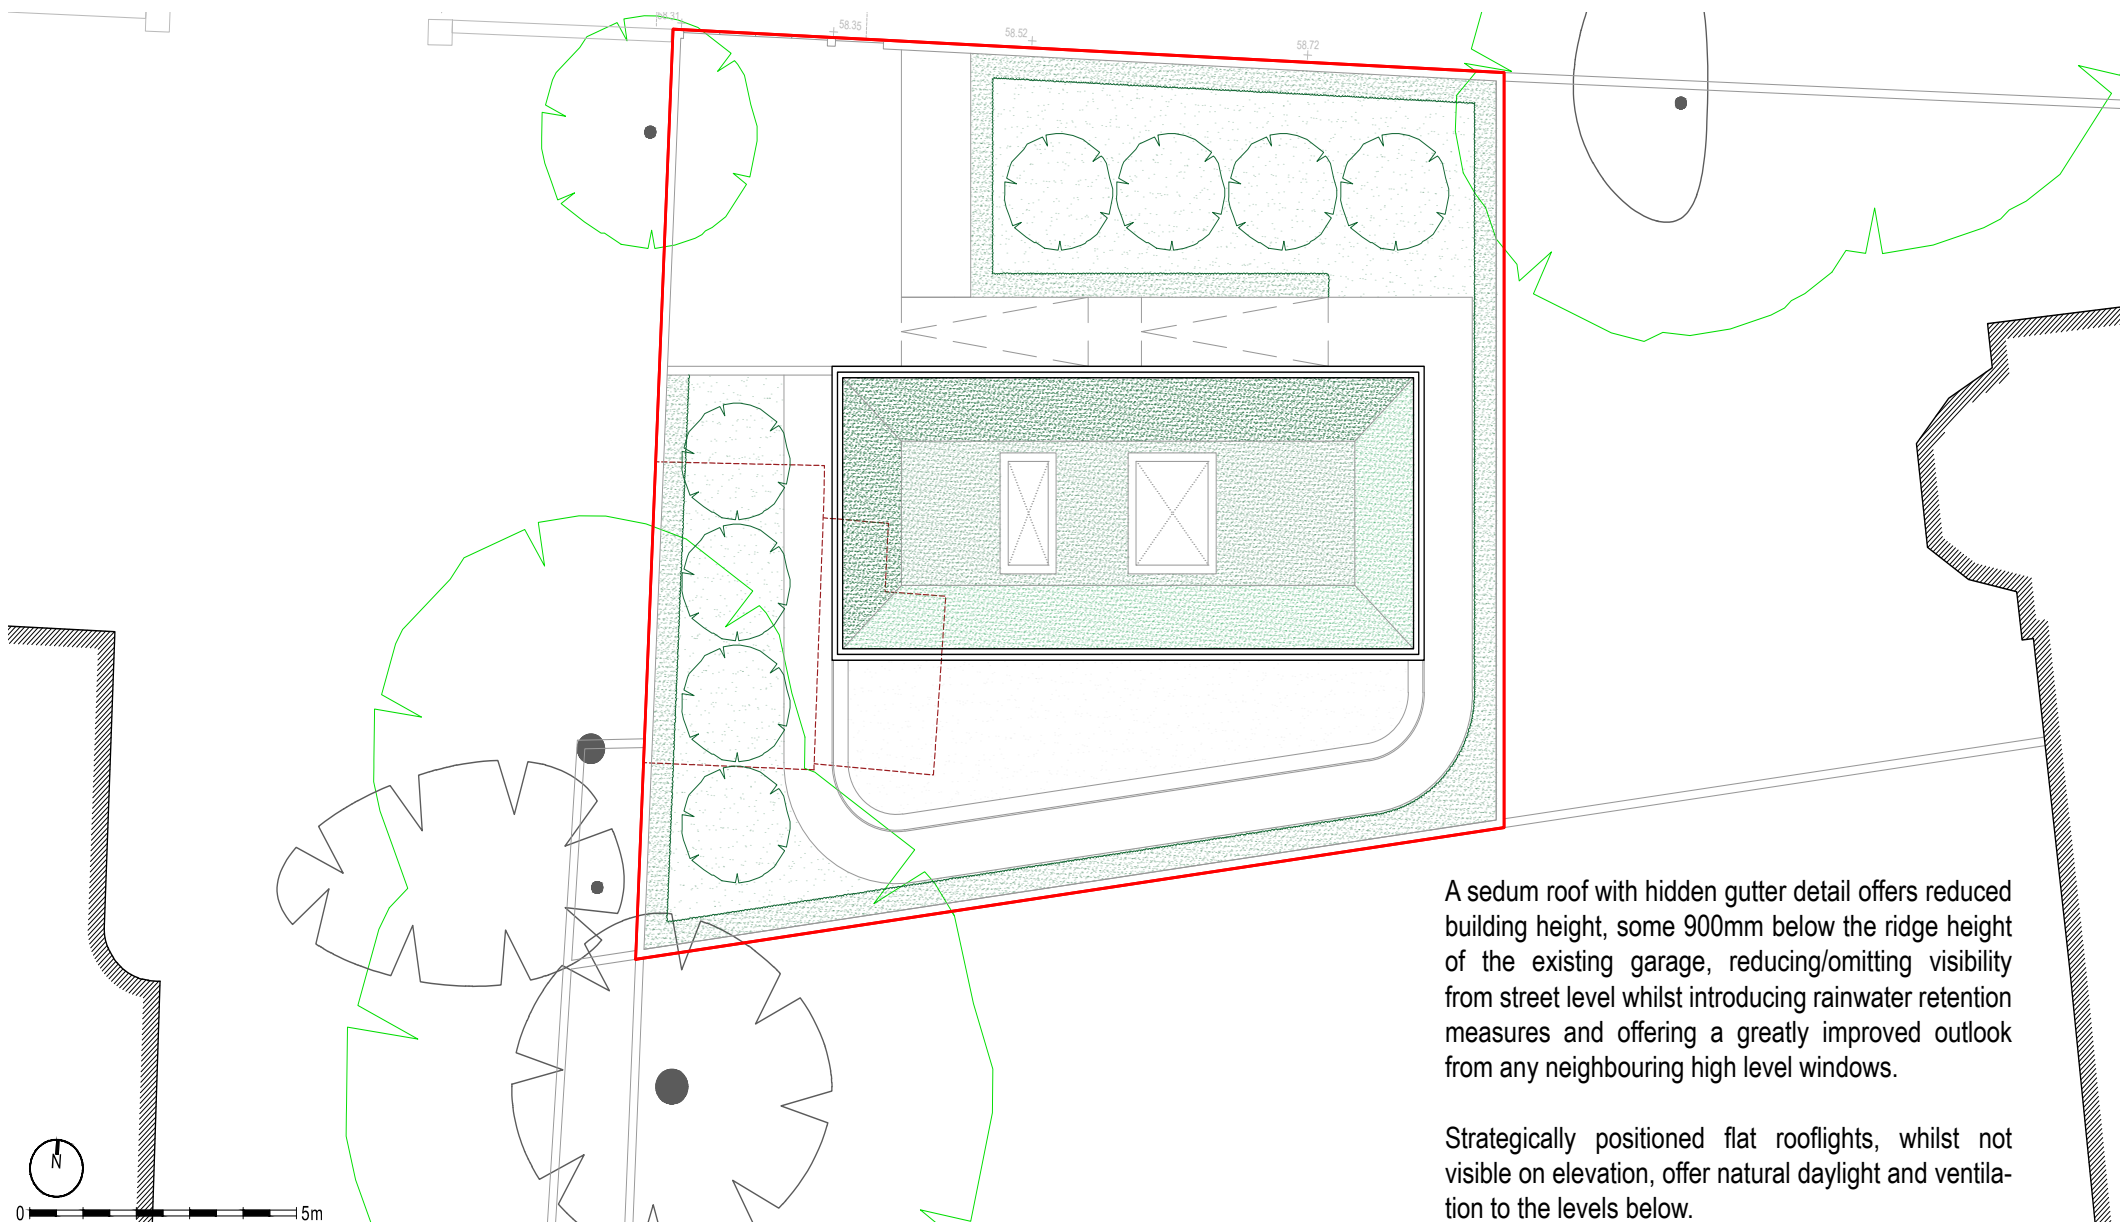 58.31
58.35
58.52
58.72
A sedum roof with hidden gutter detail offers reduced
building height, some 900mm below the ridge height
of the existing garage, reducing/omitting visibility
from street level whilst introducing rainwater retention
measures and offering a greatly improved outlook
from any neighbouring high level windows.
Strategically positioned flat rooflights, whilst not
visible on elevation, offer natural daylight and ventila-
tion to the levels below.
N
0 5m